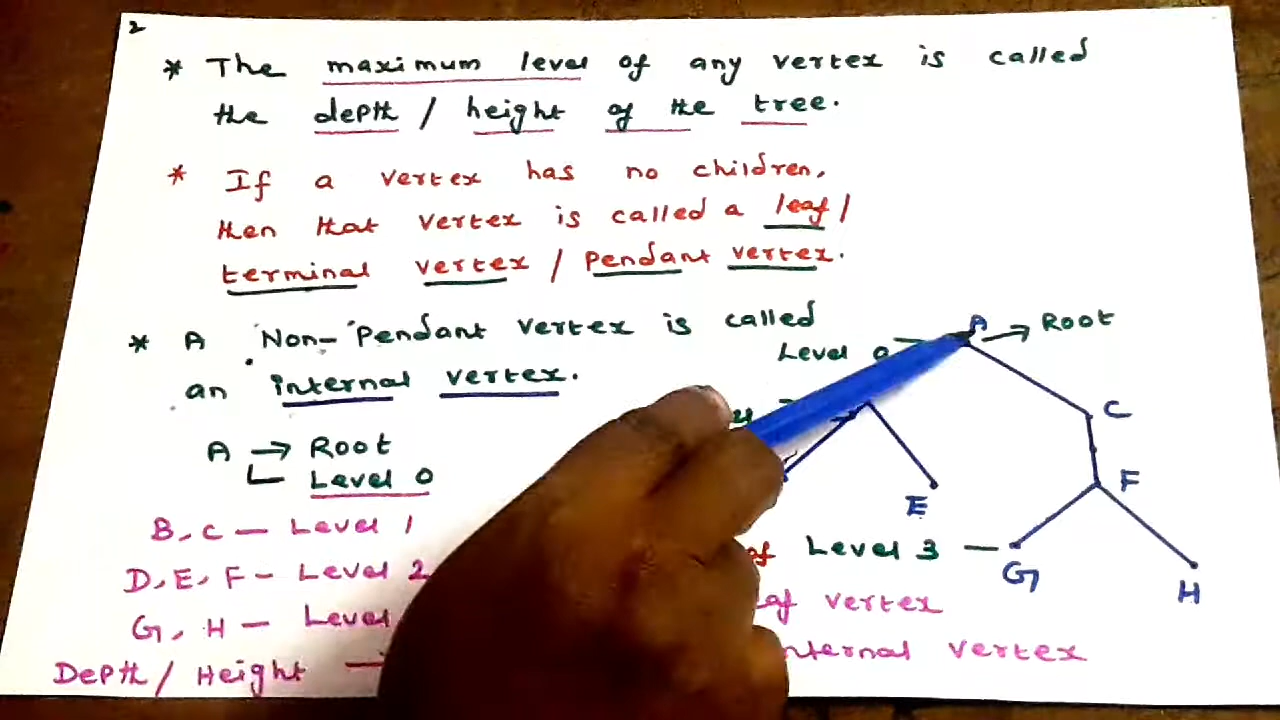 2
* The maximum level of any vertex is called
the depth / height of the tree.
* If a vertex has no children,
then that vertex is called a leaf /
terminal vertex / Pendant vertex.
* A Non-Pendant vertex is called
an internal vertex.
A → Root
Level 0
B, C — Level 1
D, E, F — Level 2
G, H — Level
Depth / Height —
A → Root
Level 0
C
F
E
Level 3 —
G
H
vertex
vertex